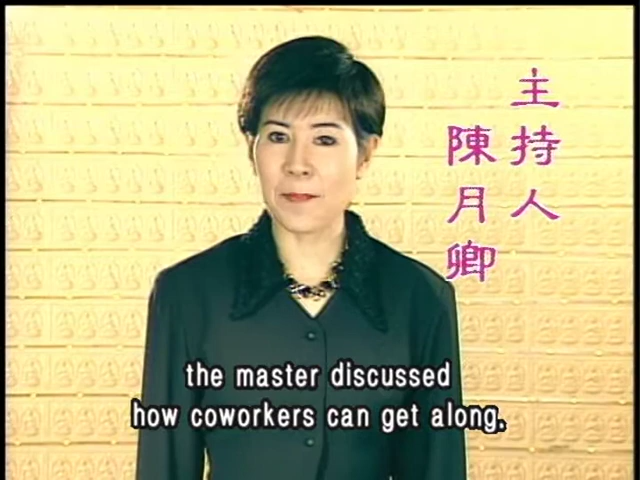 主持人
陳月卿
the master discussed
how coworkers can get along.